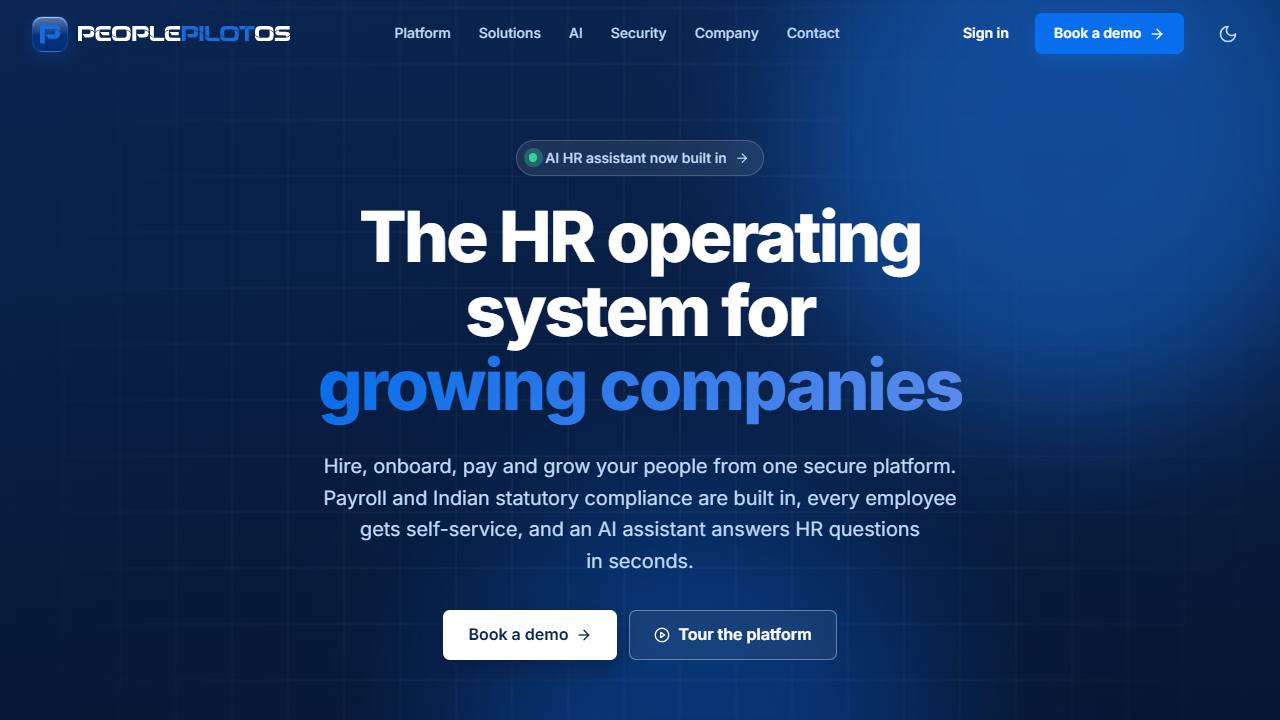 PEOPLEPILOTOS
Platform
Solutions
AI
Security
Company
Contact
Sign in
Book a demo →
AI HR assistant now built in →
The HR operating
system for
growing companies
Hire, onboard, pay and grow your people from one secure platform.
Payroll and Indian statutory compliance are built in, every employee
gets self-service, and an AI assistant answers HR questions
in seconds.
Book a demo →
Tour the platform